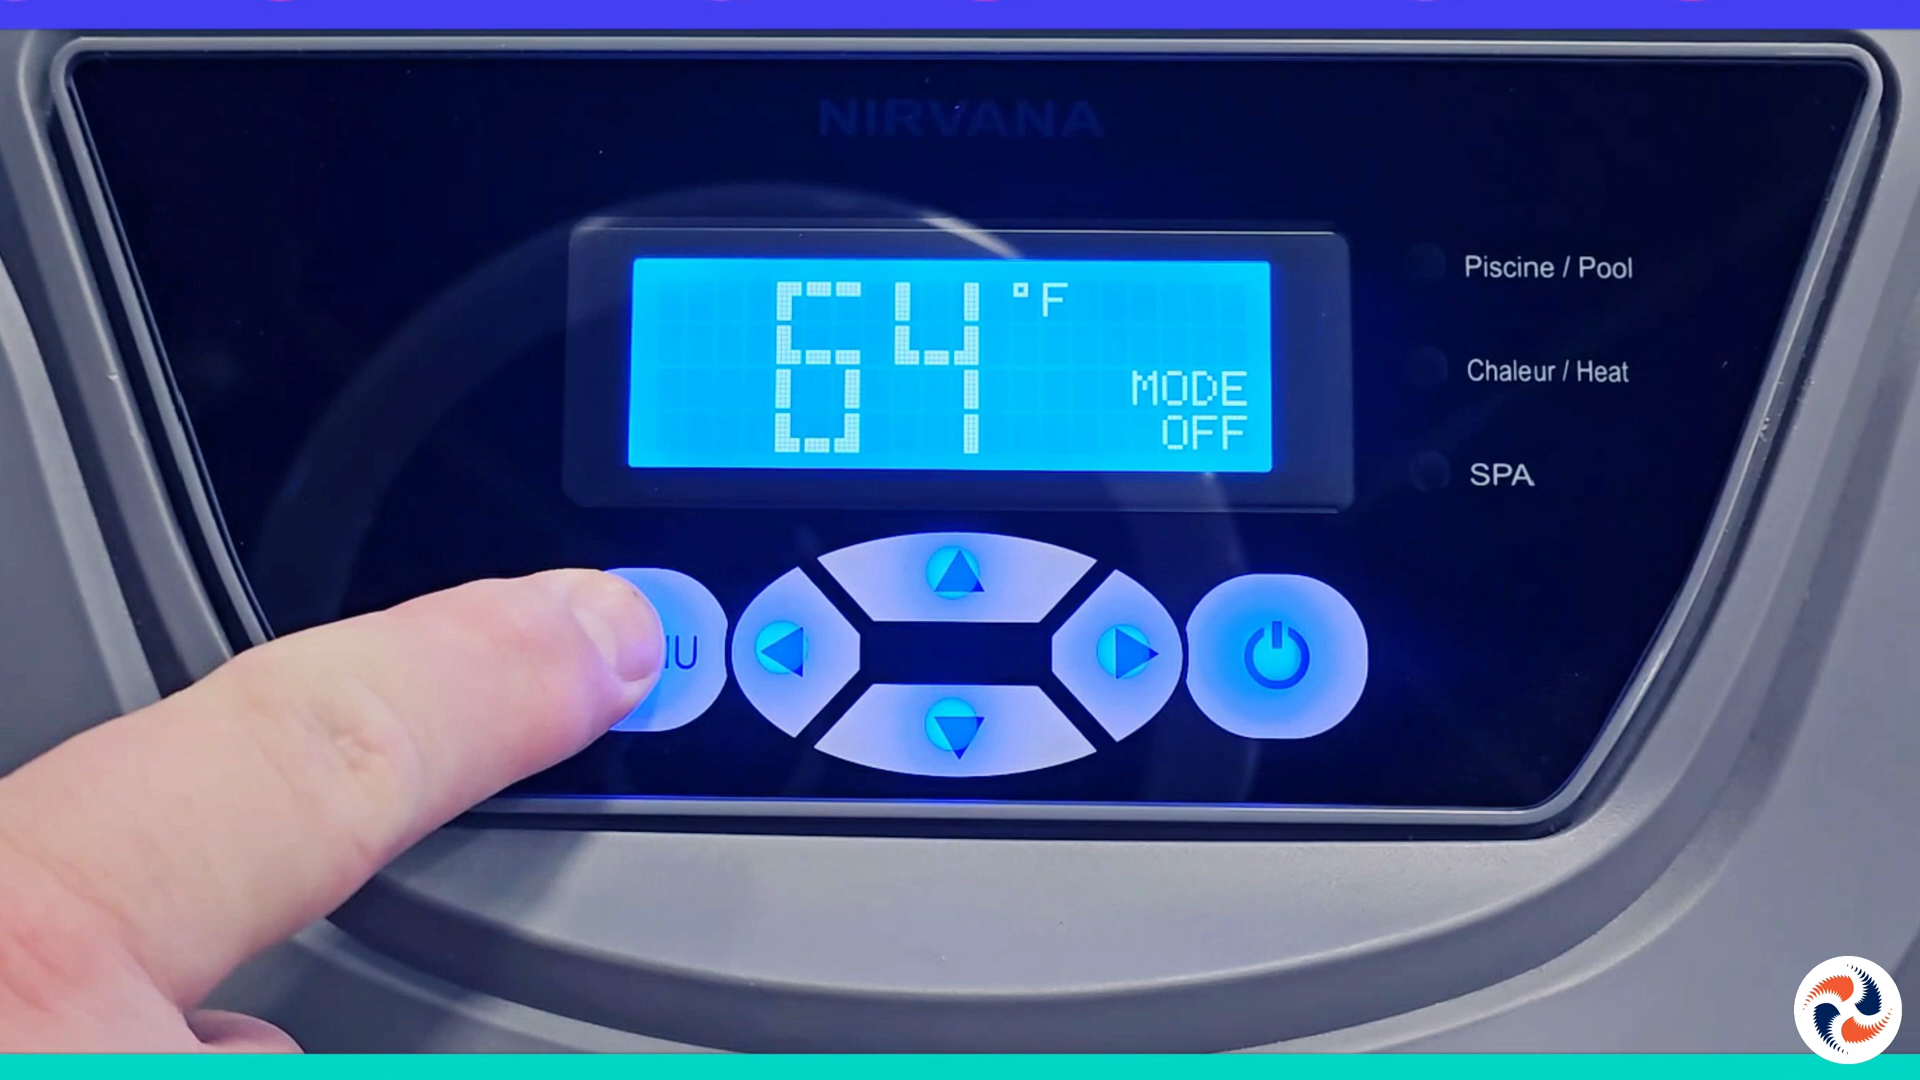 NIRVANA
64 °F
MODE
OFF
Piscine / Pool
Chaleur / Heat
SPA